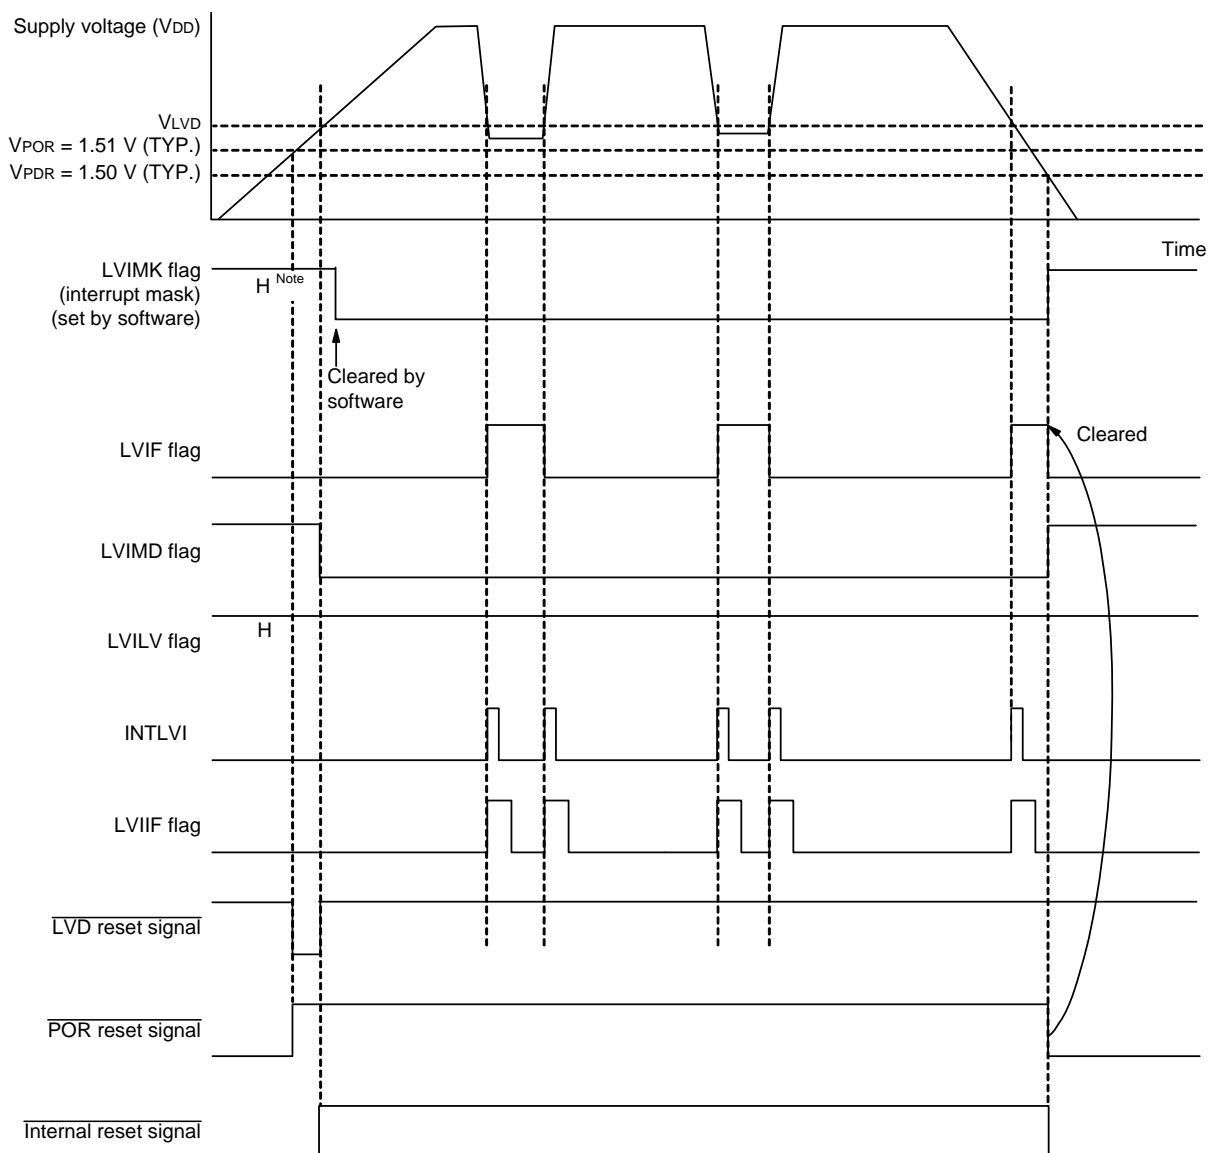 Supply voltage (VDD)
VLVD
VPOR = 1.51 V (TYP.)
VPDR = 1.50 V (TYP.)
Time
LVIMK flag
(interrupt mask)
(set by software)
H Note
Cleared by
software
LVIF flag
Cleared
LVIMD flag
H
LVILV flag
INTLVI
LVIIF flag
LVD reset signal
POR reset signal
Internal reset signal